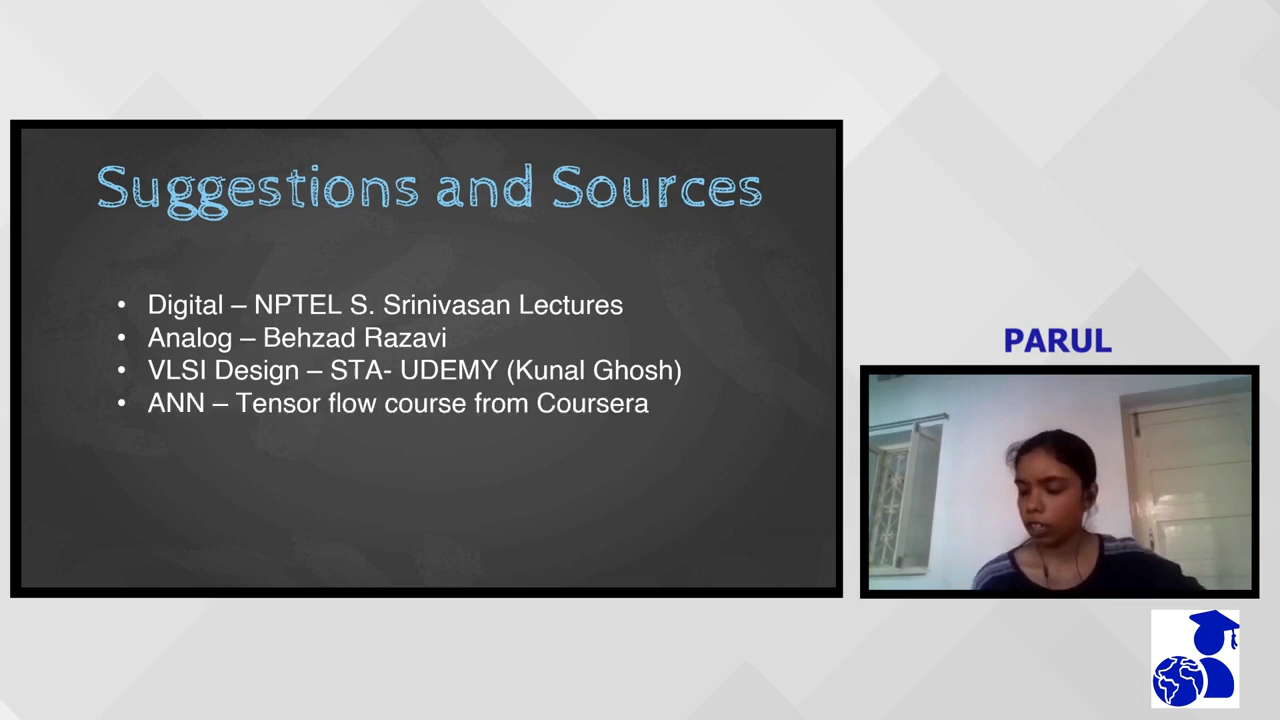 Suggestions and Sources
• Digital – NPTEL S. Srinivasan Lectures
• Analog – Behzad Razavi
• VLSI Design – STA- UDEMY (Kunal Ghosh)
• ANN – Tensor flow course from Coursera
PARUL